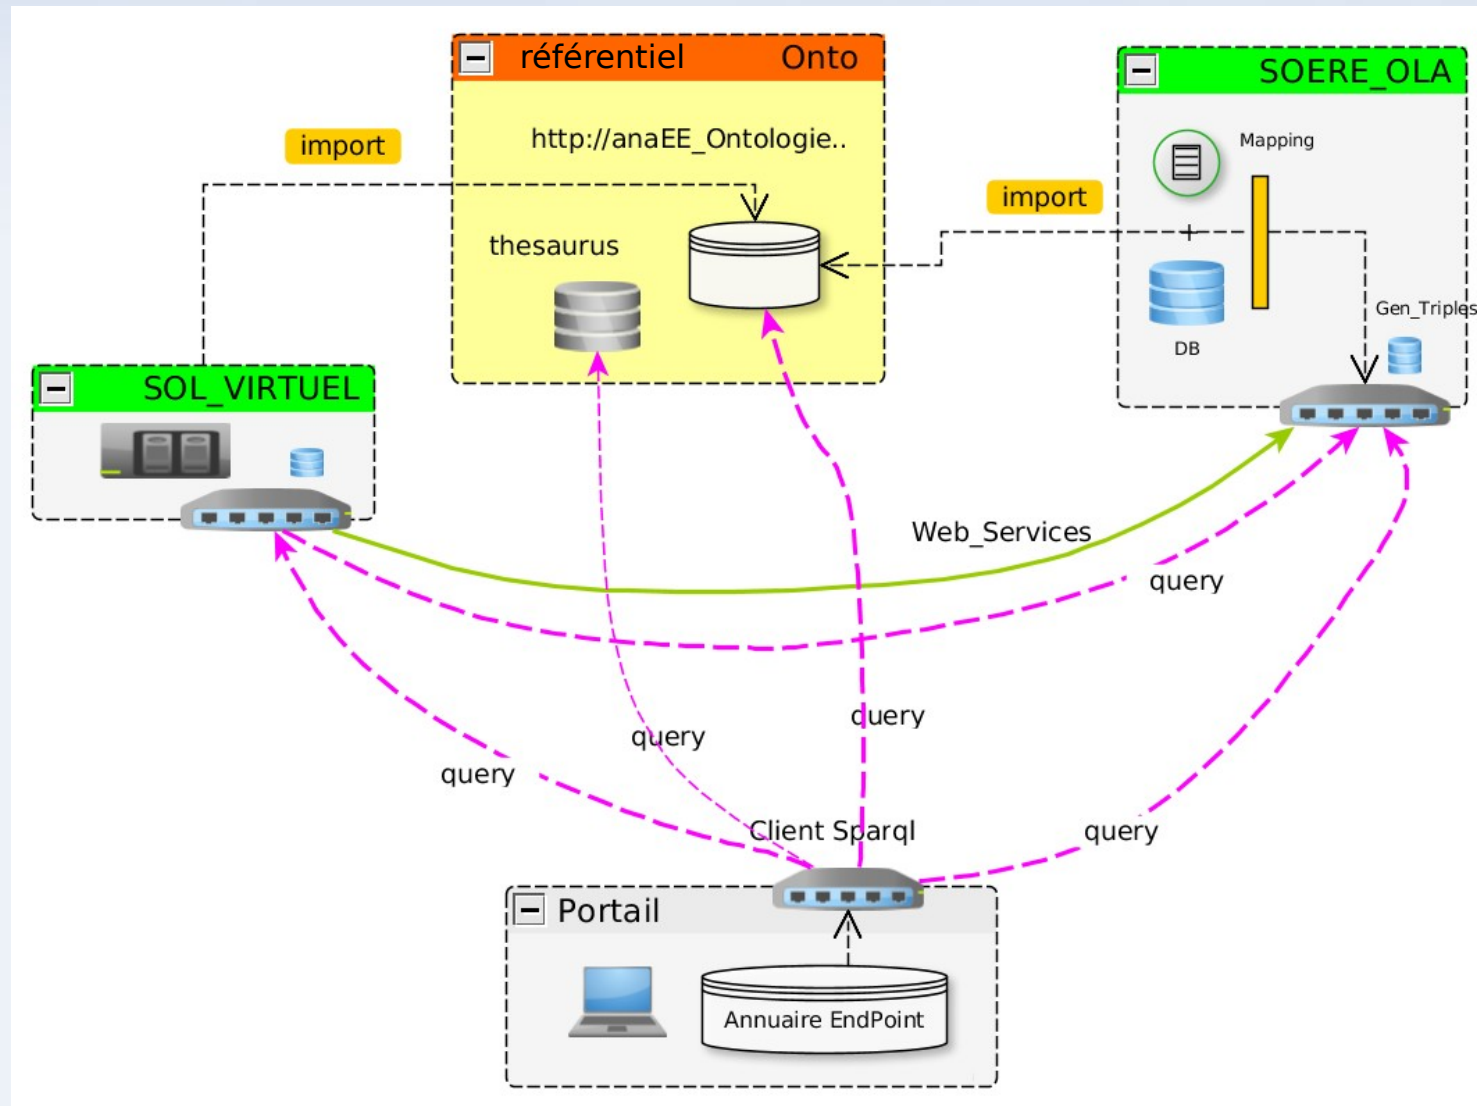 référentiel Onto
http://anaEE_Ontologie..
thesaurus
import
SOERE_OLA
Mapping
import
DB
Gen_Triples
SOL_VIRTUEL
Web_Services
query
query
query
query
Client Sparql
query
Portail
Annuaire EndPoint